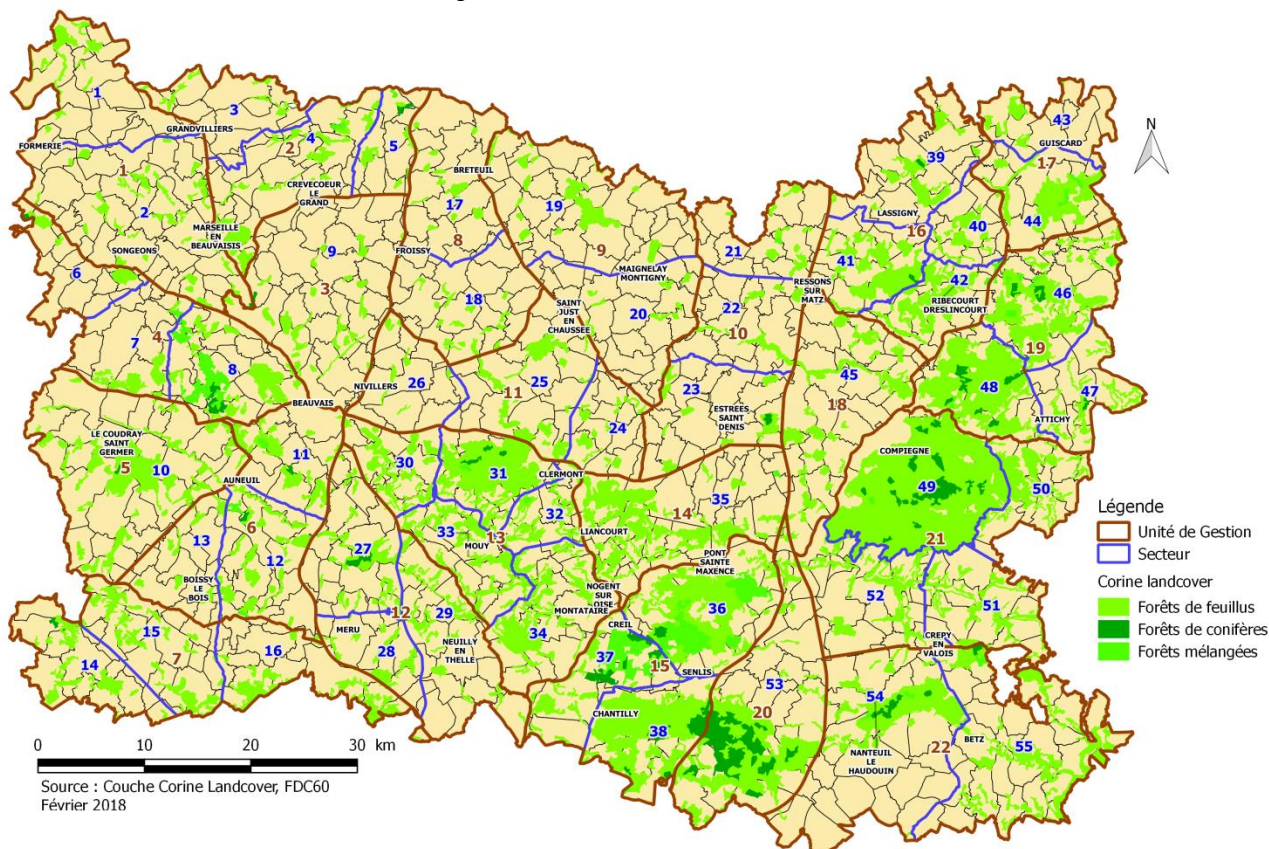 1
3
43
FORMERIE
GRANDVILLIERS
4
2
5
39
GUISCARD
N
17
1
BRETEUIL
CREVECOEUR
LE
GRAND
2
17
19
LASSIGNY
16
40
44
MARSEILLE
EN
BEAUVAISIS
SONGEONS
9
FROISSY
8
9
21
41
6
3
MAIGNELAY
MONTIGNY
RESSONS
SUR
MATZ
42
46
18
SAINT
JUST
EN
CHAUSSEE
20
22
RIBECOURT
DRESLINCOURT
10
7
4
8
19
NIVILLERS
26
25
11
23
45
48
47
BEAUVAIS
18
ESTREES
SAINT
DENIS
ATTICHY
LE COUDRAY
SAINT
GERMER
5
10
11
24
COMPIEGNE
30
31
CLERMONT
AUNEUIL
49
50
35
Légende
6
32
14
Unité de Gestion
13
12
27
33
MOUY
13
LIANCOURT
21
Secteur
PONT
SAINTE
MAXENCE
Corine landcover
BOISSY
LE
BOIS
NOGENT
SUR
OISE
52
51
Forêts de feuillus
12
29
MONTATAIRE
36
Forêts de conifères
15
MERU
CREIL
34
NEUILLY
EN
THELLE
CREPY
EN
VALOIS
Forêts mélangées
7
16
28
37
15
SENLIS
14
53
54
CHANTILLY
20
38
BETZ
22
55
NANTEUIL
LE
HAUDOUIN
0 10 20 30 km
Source : Couche Corine Landcover, FDC60
Février 2018